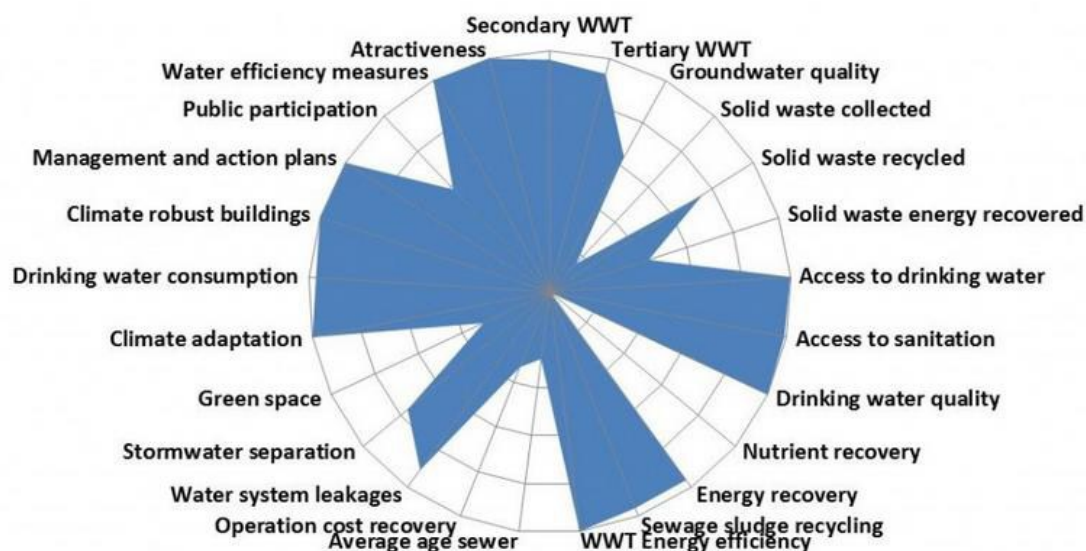 Secondary WWT
Tertiary WWT
Groundwater quality
Solid waste collected
Solid waste recycled
Solid waste energy recovered
Access to drinking water
Access to sanitation
Drinking water quality
Nutrient recovery
Energy recovery
Sewage sludge recycling
WWT Energy efficiency
Average age sewer
Operation cost recovery
Water system leakages
Stormwater separation
Green space
Climate adaptation
Drinking water consumption
Climate robust buildings
Management and action plans
Public participation
Water efficiency measures
Atractiveness